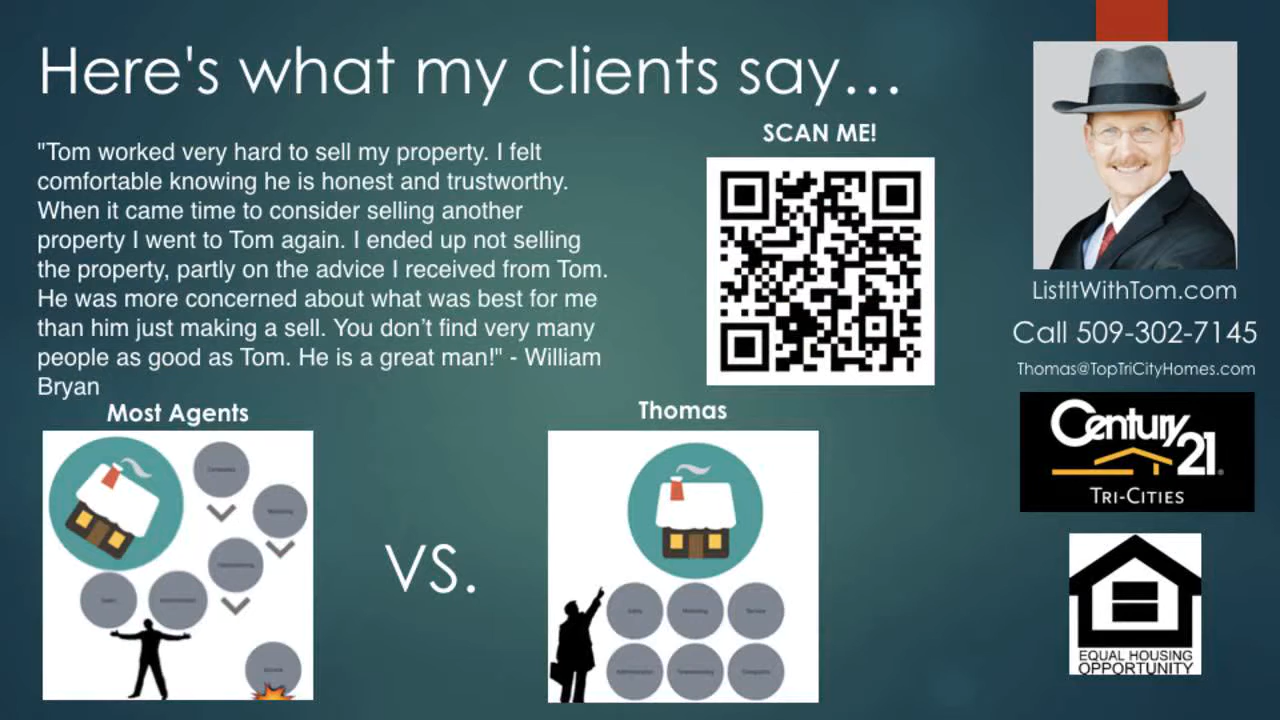 Here's what my clients say…
"Tom worked very hard to sell my property. I felt
comfortable knowing he is honest and trustworthy.
When it came time to consider selling another
property I went to Tom again. I ended up not selling
the property, partly on the advice I received from Tom.
He was more concerned about what was best for me
than him just making a sell. You don’t find very many
people as good as Tom. He is a great man!" - William
Bryan
SCAN ME!
ListItWithTom.com
Call 509-302-7145
Thomas@TopTriCityHomes.com
Century 21®
TRI-CITIES
EQUAL HOUSING
OPPORTUNITY
Most Agents
VS.
Thomas
Marketing
Service